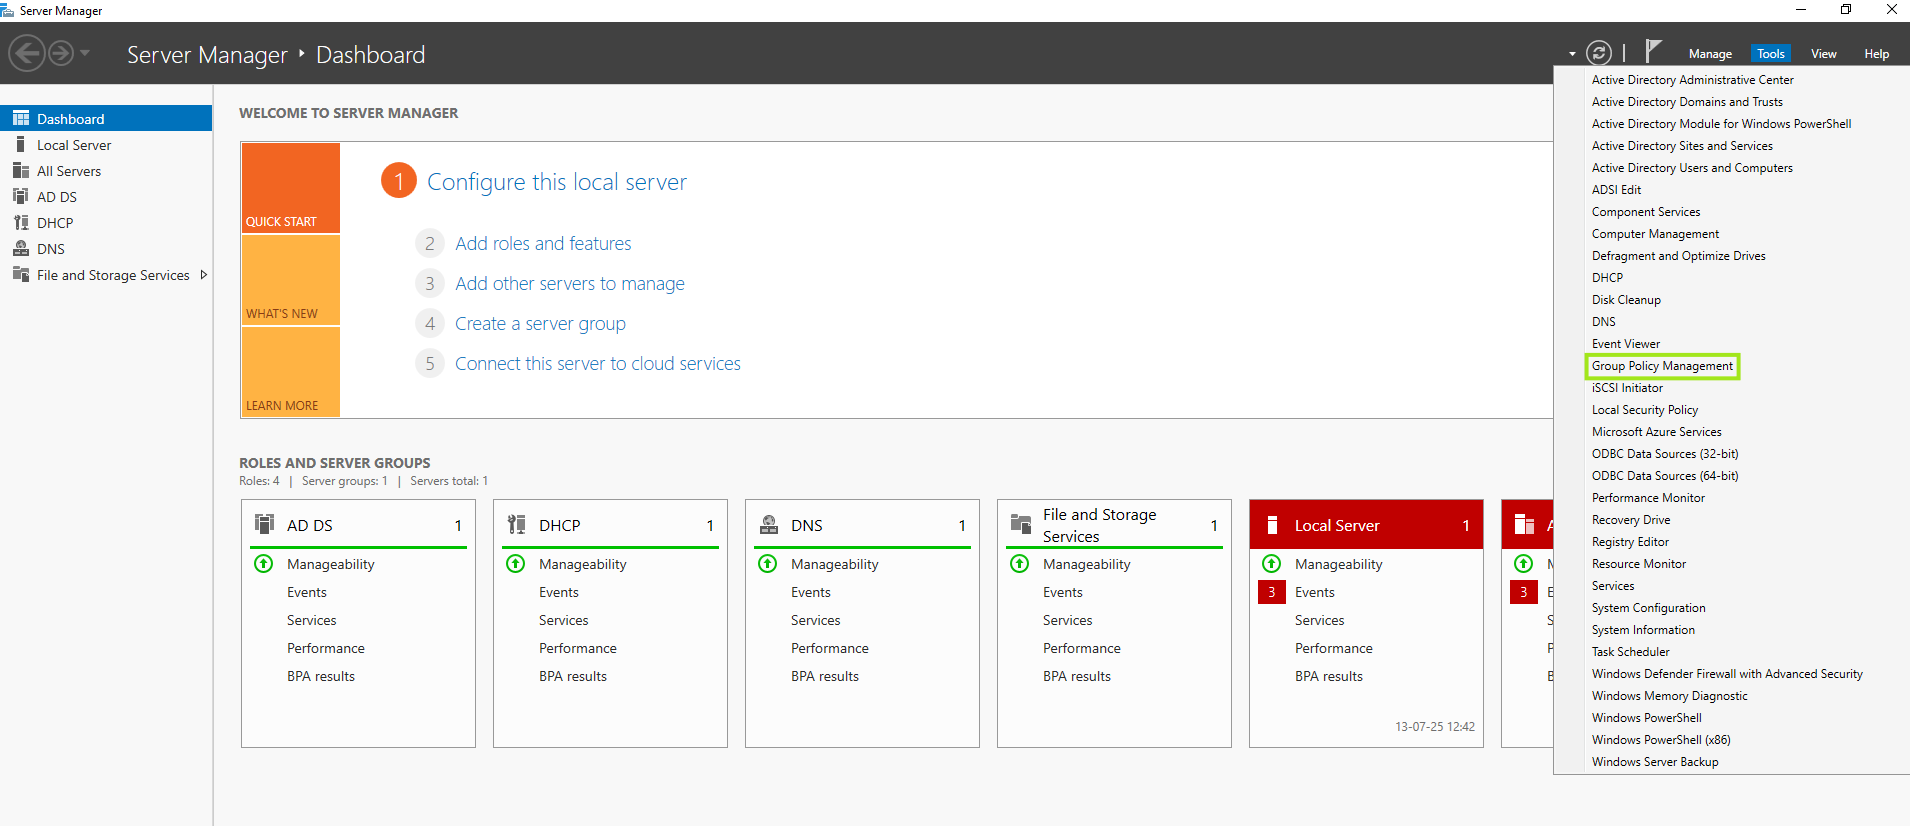 Server Manager
Server Manager ‣ Dashboard
Manage Tools View Help
Dashboard
Local Server
All Servers
AD DS
DHCP
DNS
File and Storage Services
WELCOME TO SERVER MANAGER
QUICK START
WHAT'S NEW
LEARN MORE
1 Configure this local server
2 Add roles and features
3 Add other servers to manage
4 Create a server group
5 Connect this server to cloud services
ROLES AND SERVER GROUPS
Roles: 4 | Server groups: 1 | Servers total: 1
AD DS 1
Manageability
Events
Services
Performance
BPA results
DHCP 1
Manageability
Events
Services
Performance
BPA results
DNS 1
Manageability
Events
Services
Performance
BPA results
File and Storage
Services 1
Manageability
Events
Services
Performance
BPA results
Local Server 1
Manageability
3 Events
Services
Performance
BPA results
13-07-25 12:42
3
Active Directory Administrative Center
Active Directory Domains and Trusts
Active Directory Module for Windows PowerShell
Active Directory Sites and Services
Active Directory Users and Computers
ADSI Edit
Component Services
Computer Management
Defragment and Optimize Drives
DHCP
Disk Cleanup
DNS
Event Viewer
Group Policy Management
iSCSI Initiator
Local Security Policy
Microsoft Azure Services
ODBC Data Sources (32-bit)
ODBC Data Sources (64-bit)
Performance Monitor
Recovery Drive
Registry Editor
Resource Monitor
Services
System Configuration
System Information
Task Scheduler
Windows Defender Firewall with Advanced Security
Windows Memory Diagnostic
Windows PowerShell
Windows PowerShell (x86)
Windows Server Backup